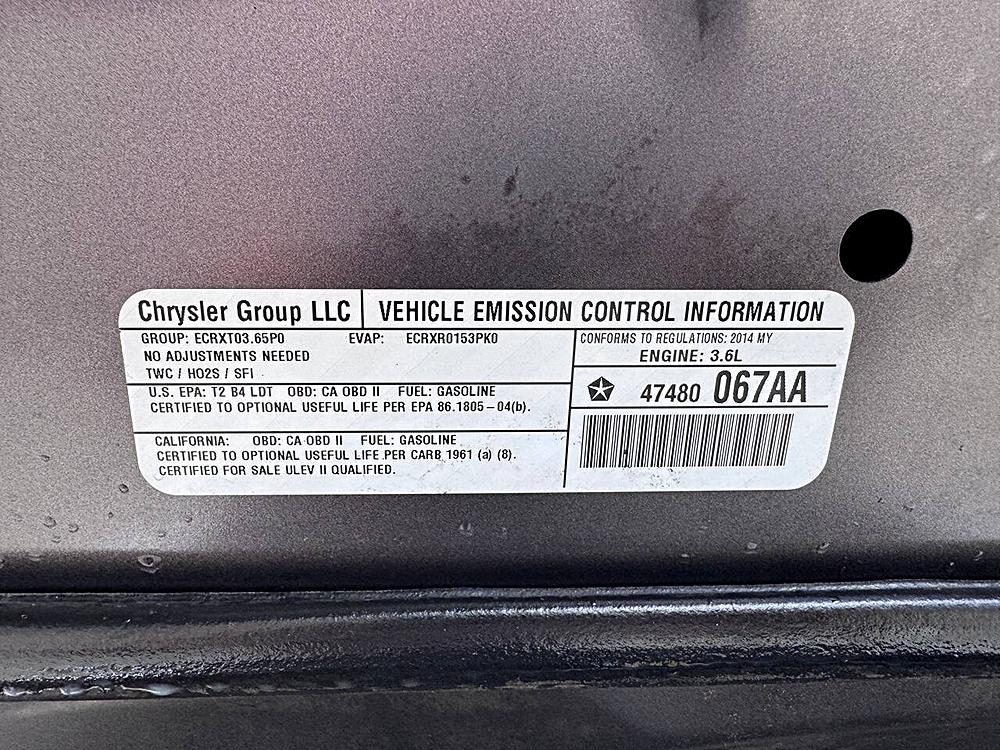 Chrysler Group LLC VEHICLE EMISSION CONTROL INFORMATION
GROUP: ECRXT03.65P0 EVAP: ECRXR0153PK0
NO ADJUSTMENTS NEEDED
TWC / HO2S / SFI
U.S. EPA: T2 B4 LDT OBD: CA OBD II FUEL: GASOLINE
CERTIFIED TO OPTIONAL USEFUL LIFE PER EPA 86.1805-04(b).
CALIFORNIA: OBD: CA OBD II FUEL: GASOLINE
CERTIFIED TO OPTIONAL USEFUL LIFE PER CARB 1961 (a) (8).
CERTIFIED FOR SALE ULEV II QUALIFIED.
CONFORMS TO REGULATIONS: 2014 MY
ENGINE: 3.6L
47480 067AA